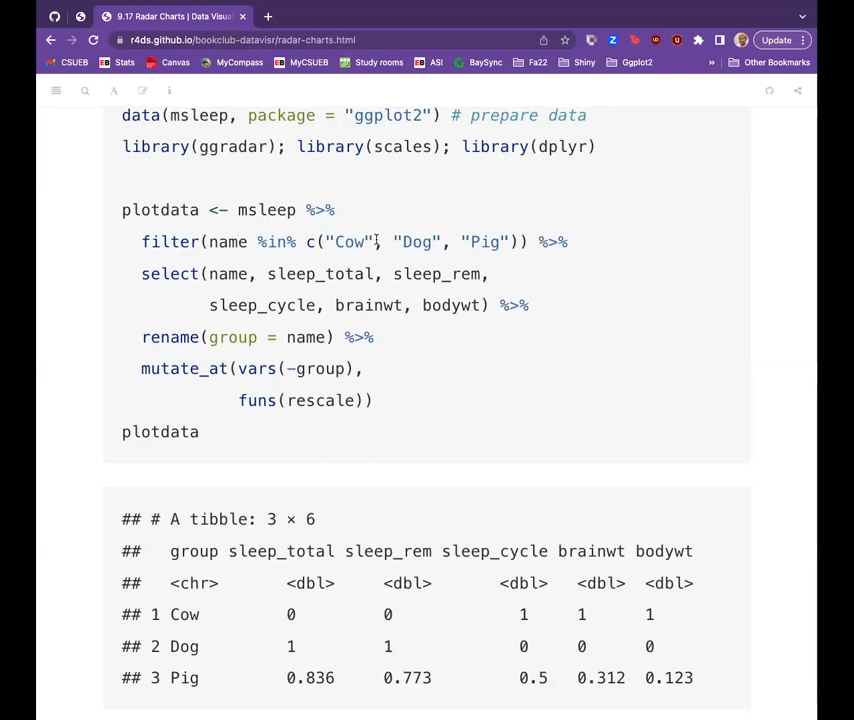 9.17 Radar Charts | Data Visual
r4ds.github.io/bookclub-datavisr/radar-charts.html
Update
CSUEB Stats Canvas MyCompass MyCSUEB Study rooms ASI BaySync Fa22 Shiny Ggplot2 » Other Bookmarks
data(msleep, package = "ggplot2") # prepare data
library(ggradar); library(scales); library(dplyr)
plotdata <- msleep %>%
filter(name %in% c("Cow", "Dog", "Pig")) %>%
select(name, sleep_total, sleep_rem,
sleep_cycle, brainwt, bodywt) %>%
rename(group = name) %>%
mutate_at(vars(-group),
funs(rescale))
plotdata
## # A tibble: 3 × 6
## group sleep_total sleep_rem sleep_cycle brainwt bodywt
## <chr> <dbl> <dbl> <dbl> <dbl> <dbl>
## 1 Cow 0 0 1 1 1
## 2 Dog 1 1 0 0 0
## 3 Pig 0.836 0.773 0.5 0.312 0.123